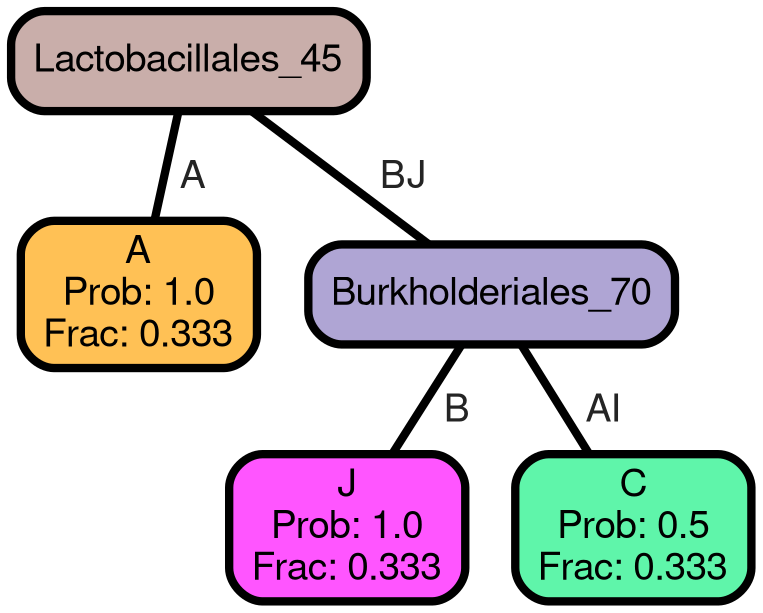 Lactobacillales_45
A
BJ
A
Prob: 1.0
Frac: 0.333
Burkholderiales_70
B
AI
J
Prob: 1.0
Frac: 0.333
C
Prob: 0.5
Frac: 0.333